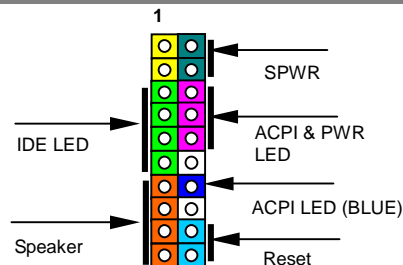 1
SPWR
IDE LED
ACPI & PWR
LED
ACPI LED (BLUE)
Speaker
Reset